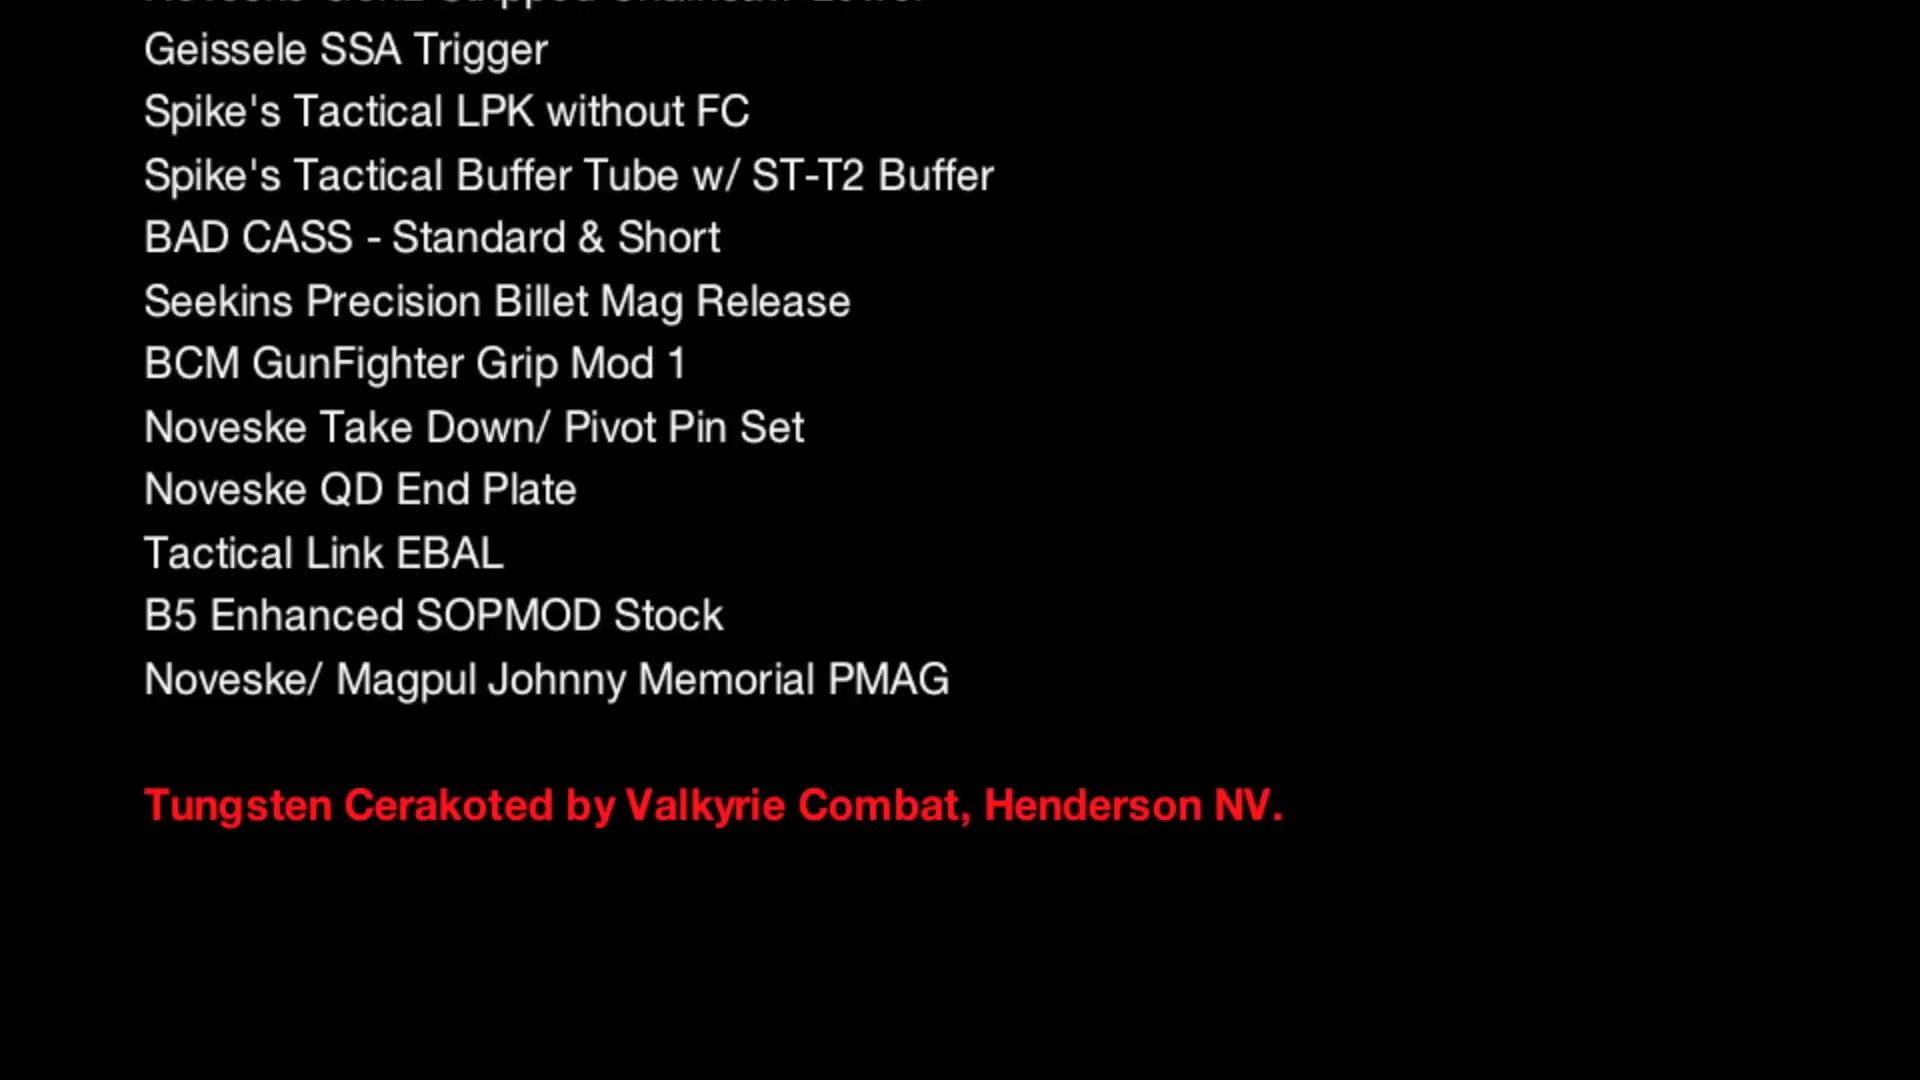 Geissele SSA Trigger
Spike's Tactical LPK without FC
Spike's Tactical Buffer Tube w/ ST-T2 Buffer
BAD CASS - Standard & Short
Seekins Precision Billet Mag Release
BCM GunFighter Grip Mod 1
Noveske Take Down/ Pivot Pin Set
Noveske QD End Plate
Tactical Link EBAL
B5 Enhanced SOPMOD Stock
Noveske/ Magpul Johnny Memorial PMAG
Tungsten Cerakoted by Valkyrie Combat, Henderson NV.